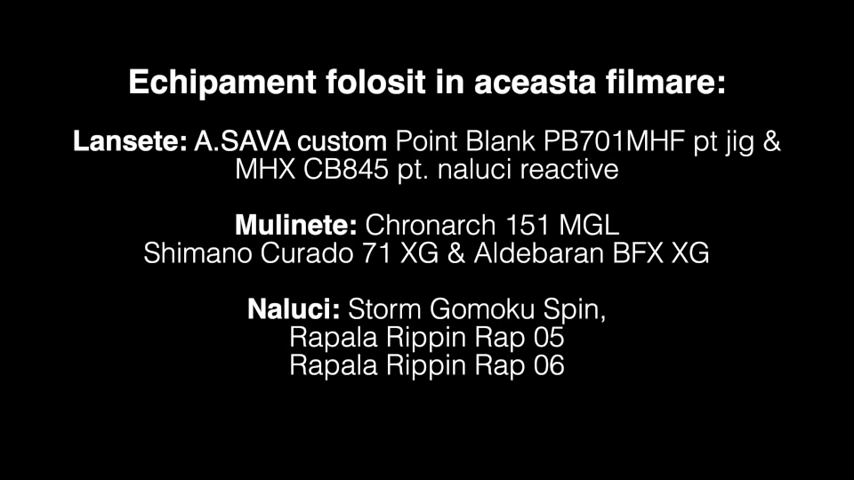 Echipament folosit in aceasta filmare:
Lansete: A.SAVA custom Point Blank PB701MHF pt jig &
MHX CB845 pt. naluci reactive
Mulinete: Chronarch 151 MGL
Shimano Curado 71 XG & Aldebaran BFX XG
Naluci: Storm Gomoku Spin,
Rapala Rippin Rap 05
Rapala Rippin Rap 06